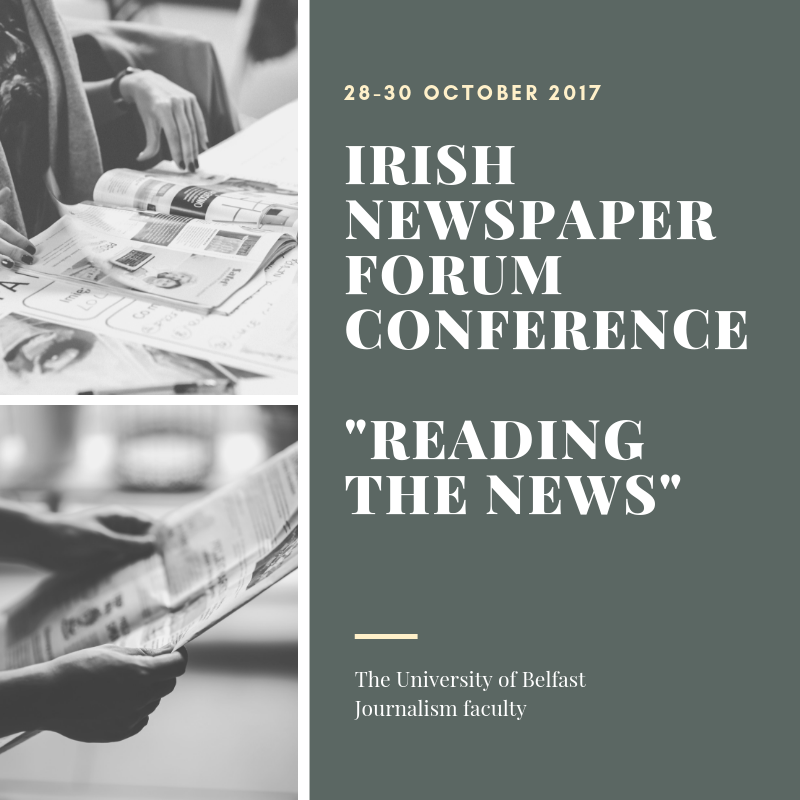 28-30 OCTOBER 2017
IRISH
NEWSPAPER
FORUM
CONFERENCE
"READING
THE NEWS"
The University of Belfast
Journalism faculty